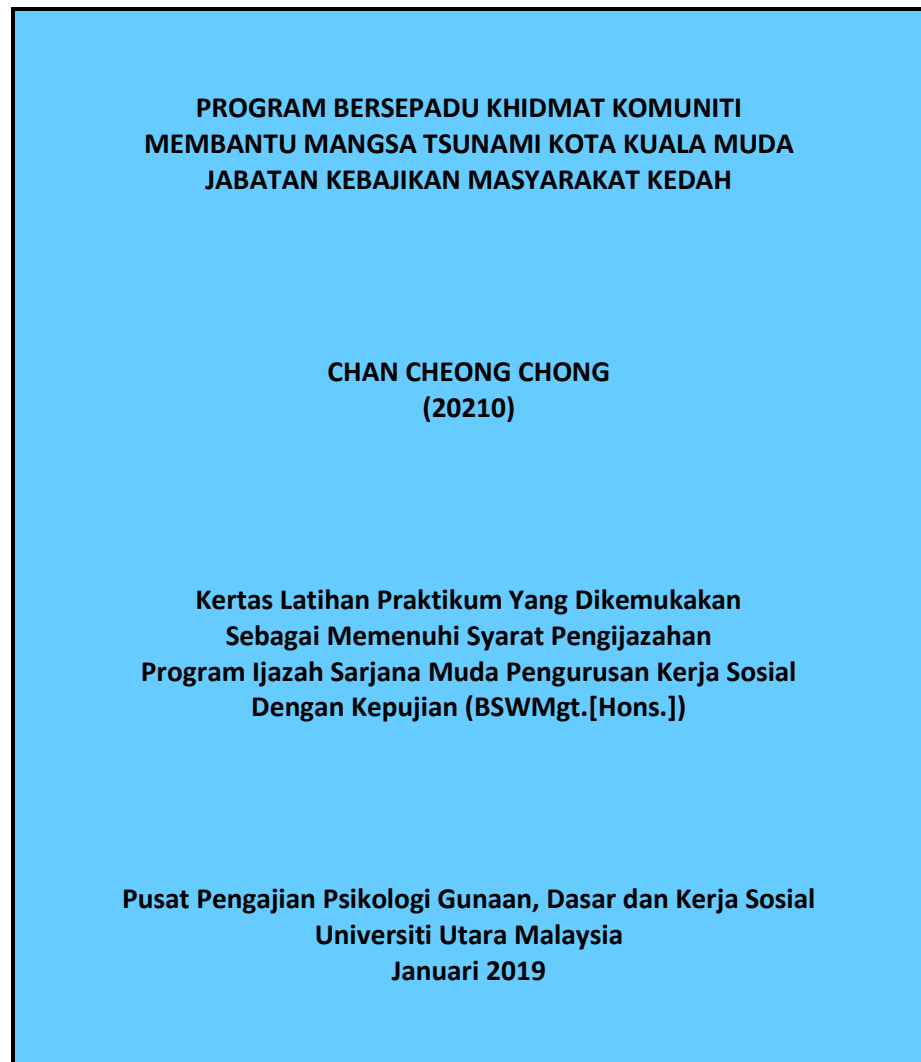 PROGRAM BERSEPADU KHIDMAT KOMUNITI
MEMBANTU MANGSA TSUNAMI KOTA KUALA MUDA
JABATAN KEBAJIKAN MASYARAKAT KEDAH
CHAN CHEONG CHONG
(20210)
Kertas Latihan Praktikum Yang Dikemukakan
Sebagai Memenuhi Syarat Pengijazahan
Program Ijazah Sarjana Muda Pengurusan Kerja Sosial
Dengan Kepujian (BSWMgt.[Hons.])
Pusat Pengajian Psikologi Gunaan, Dasar dan Kerja Sosial
Universiti Utara Malaysia
Januari 2019